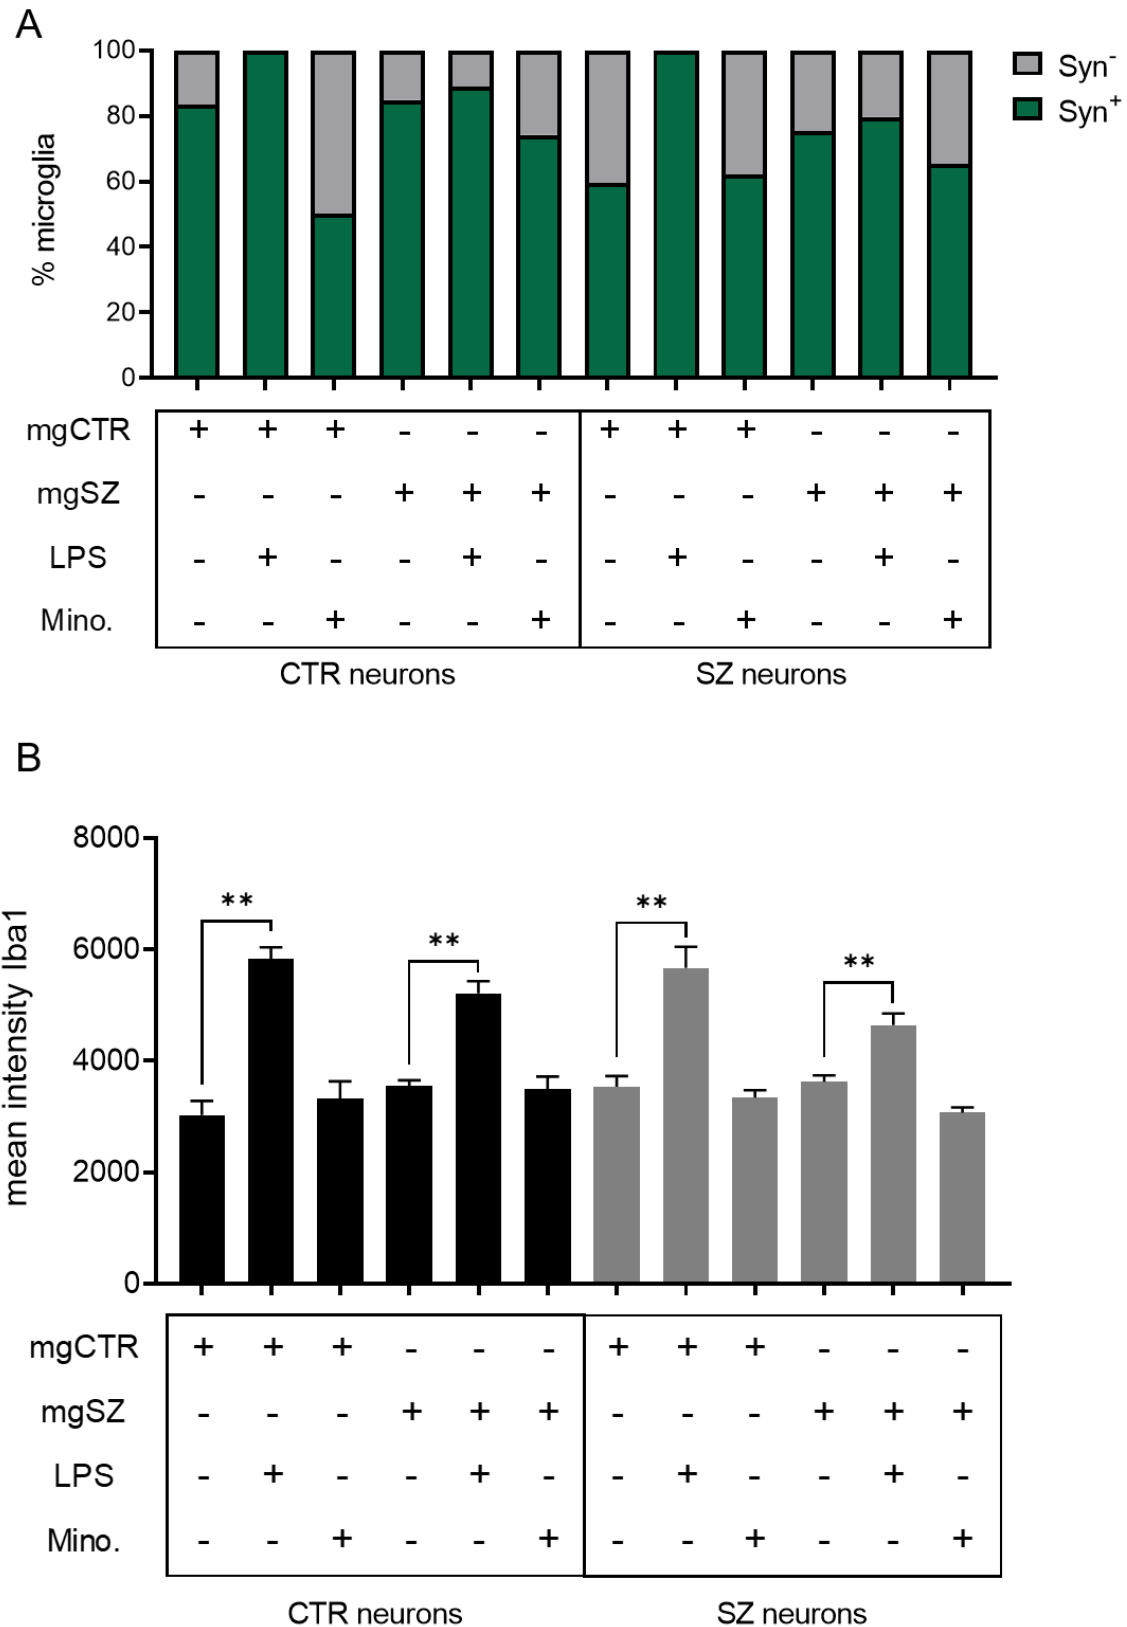 A
100
80
60
40
20
0
% microglia
Syn-
Syn+
mgCTR + + + - - - + + + - - -
mgSZ - - - + + + - - - + + +
LPS - + - - + - - + - - + -
Mino. - - + - - + - - + - - +
CTR neurons SZ neurons
B
8000
6000
4000
2000
0
mean intensity Iba1
** ** ** **
mgCTR + + + - - - + + + - - -
mgSZ - - - + + + - - - + + +
LPS - + - - + - - + - - + -
Mino. - - + - - + - - + - - +
CTR neurons SZ neurons